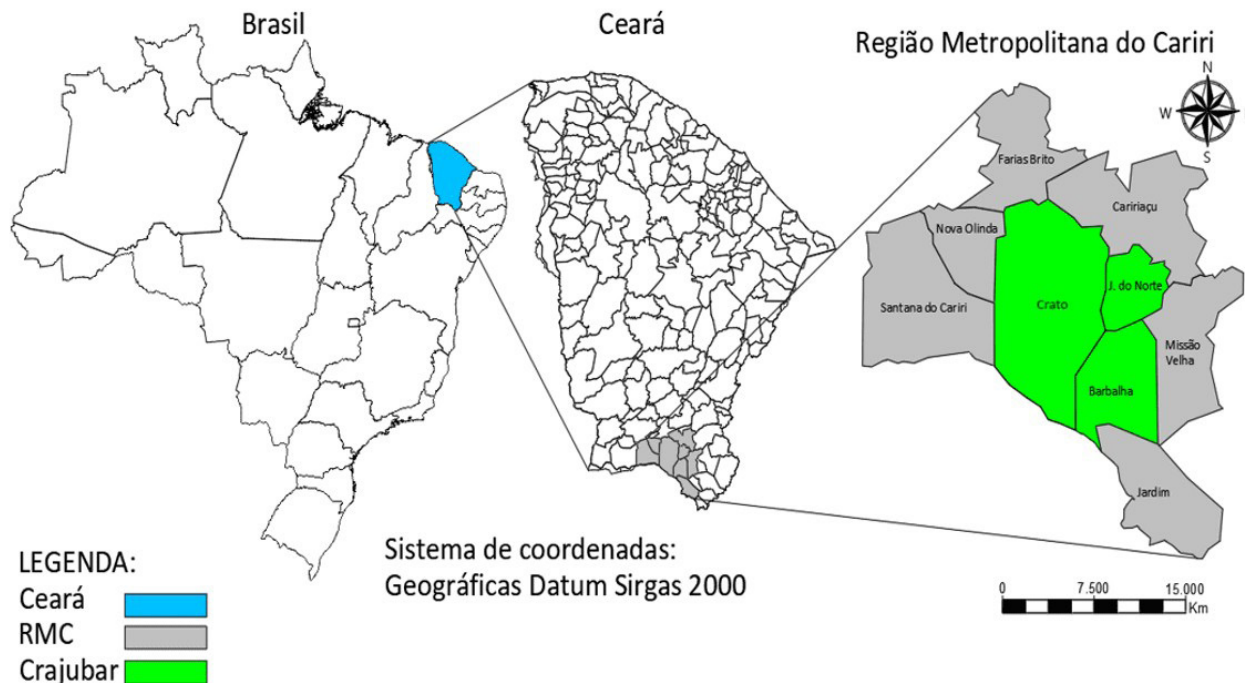 Brasil
Ceará
Região Metropolitana do Cariri
N
W
S
Farias Brito
Caririaçu
Nova Olinda
J. do Norte
Santana do Cariri
Crato
Missão
Velha
Barbalha
Jardim
Sistema de coordenadas:
Geográficas Datum Sirgas 2000
LEGENDA:
Ceará
RMC
Crajubar
0 7.500 15.000
Km